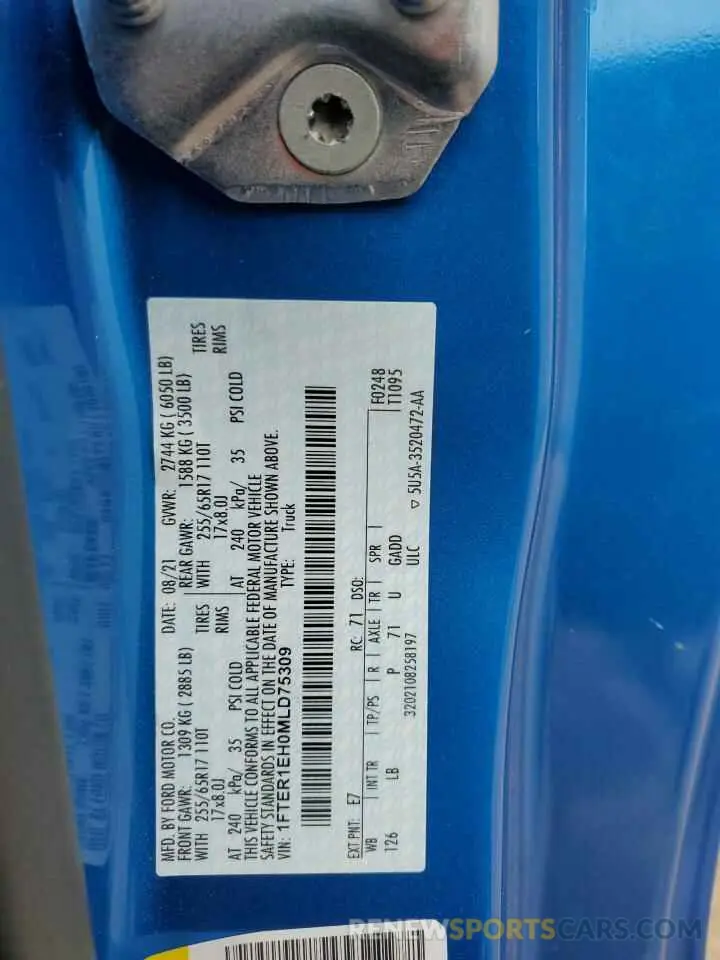 MFD. BY FORD MOTOR CO. DATE: 08/21 GVWR: 2744 KG ( 6050 LB)
FRONT GAWR: 1309 KG ( 2885 LB) REAR GAWR: 1588 KG ( 3500 LB)
WITH 255/65R17 110T TIRES WITH 255/65R17 110T TIRES
17x8.0J RIMS 17x8.0J RIMS
AT 240 kPa/ 35 PSI COLD AT 240 kPa/ 35 PSI COLD
THIS VEHICLE CONFORMS TO ALL APPLICABLE FEDERAL MOTOR VEHICLE
SAFETY STANDARDS IN EFFECT ON THE DATE OF MANUFACTURE SHOWN ABOVE.
VIN: 1FTER1EH0MLD75309 TYPE: Truck
EXT PNT: E7 RC: 71 DSO: F0248
WB INT TR TP/PS R AXLE TR SPR T1095
126 LB P 71 U GADD
3202108258197 ULC 5U5A-3520472-AA
RENEWSPORTSCARS.COM